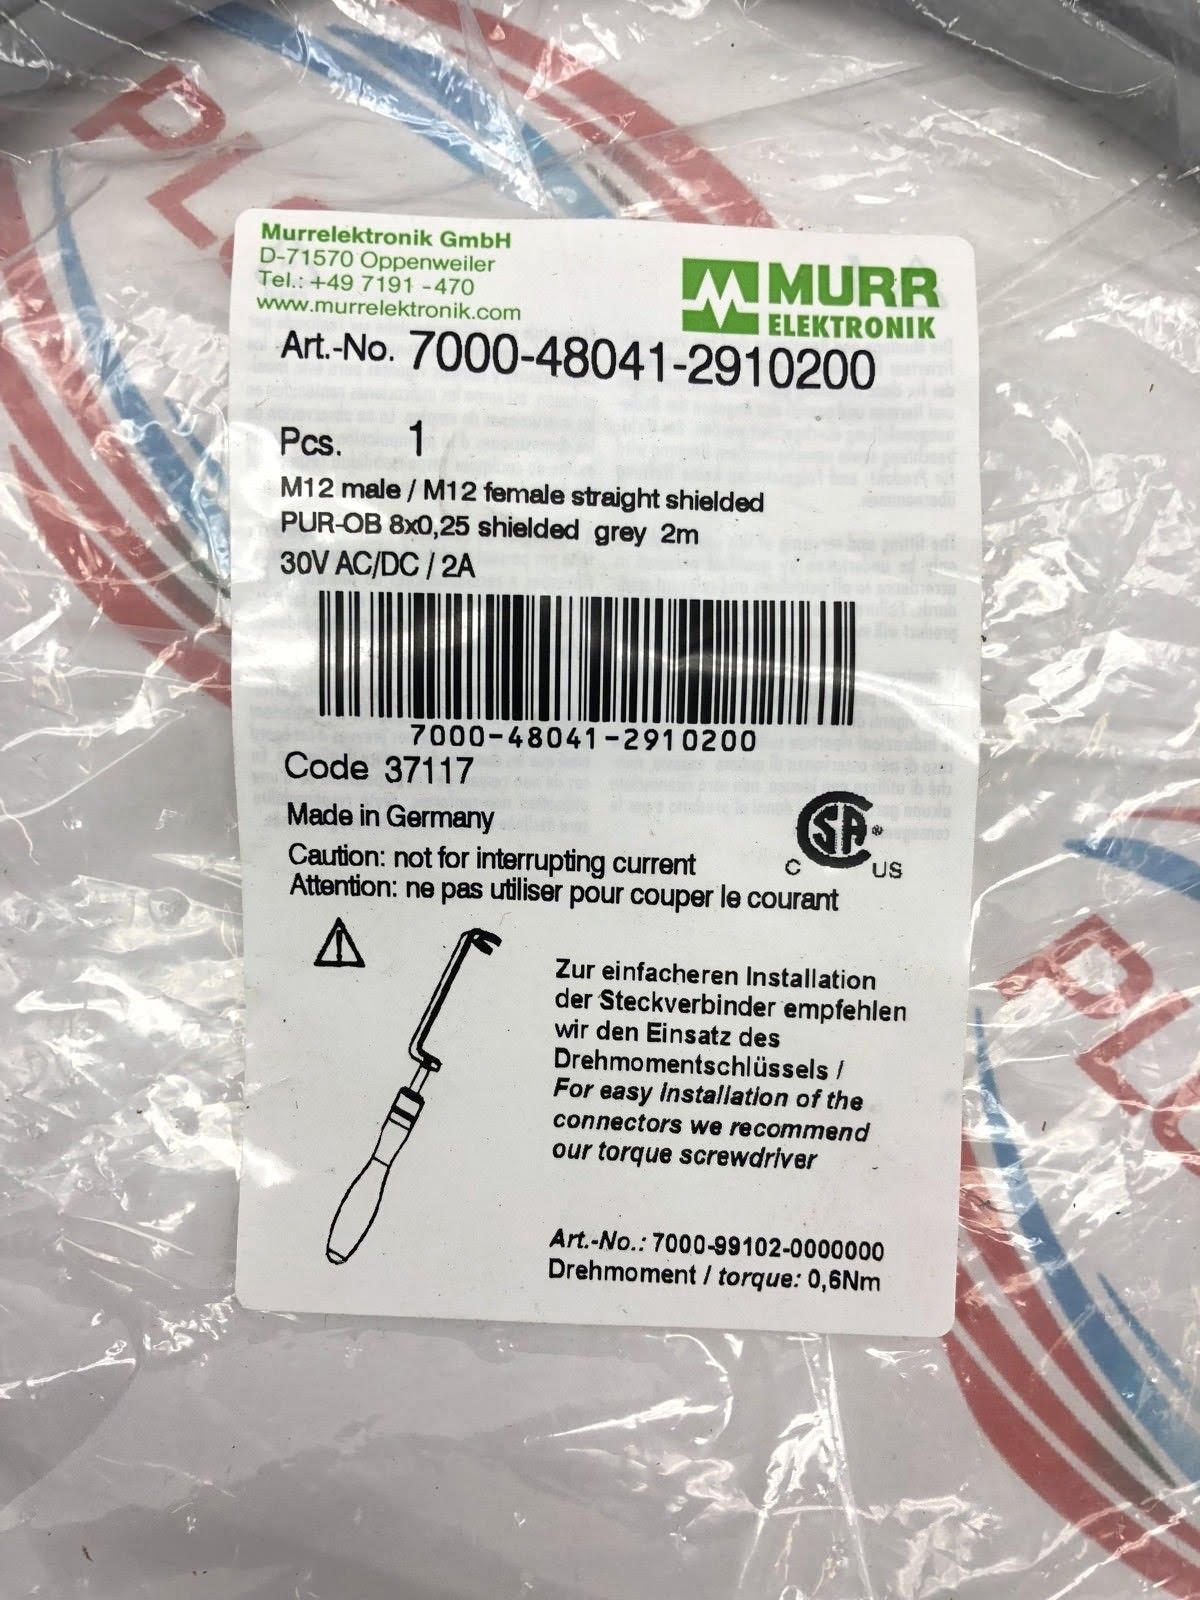 Murrelektronik GmbH
D-71570 Oppenweiler
Tel.: +49 7191 -470
www.murrelektronik.com
MURR
ELEKTRONIK
Art.-No. 7000-48041-2910200
Pcs. 1
M12 male / M12 female straight shielded
PUR-OB 8x0,25 shielded grey 2m
30V AC/DC / 2A
7000-48041-2910200
Code 37117
Made in Germany
Caution: not for interrupting current
Attention: ne pas utiliser pour couper le courant
C SA® US
Zur einfacheren Installation
der Steckverbinder empfehlen
wir den Einsatz des
Drehmomentschlüssels /
For easy Installation of the
connectors we recommend
our torque screwdriver
Art.-No.: 7000-99102-0000000
Drehmoment / torque: 0,6Nm